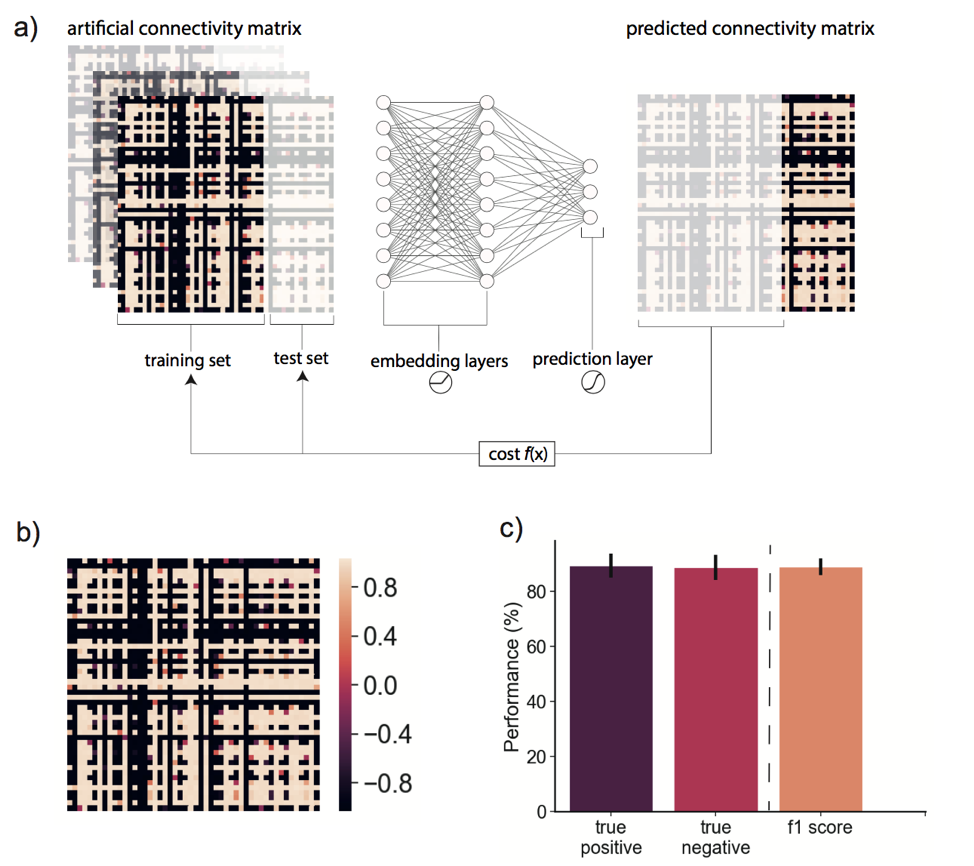 a)
artificial connectivity matrix
predicted connectivity matrix
training set
test set
embedding layers
prediction layer
cost f(x)
b)
0.8
0.4
0.0
−0.4
−0.8
c)
Performance (%)
80
60
40
20
0
true
positive
true
negative
f1 score